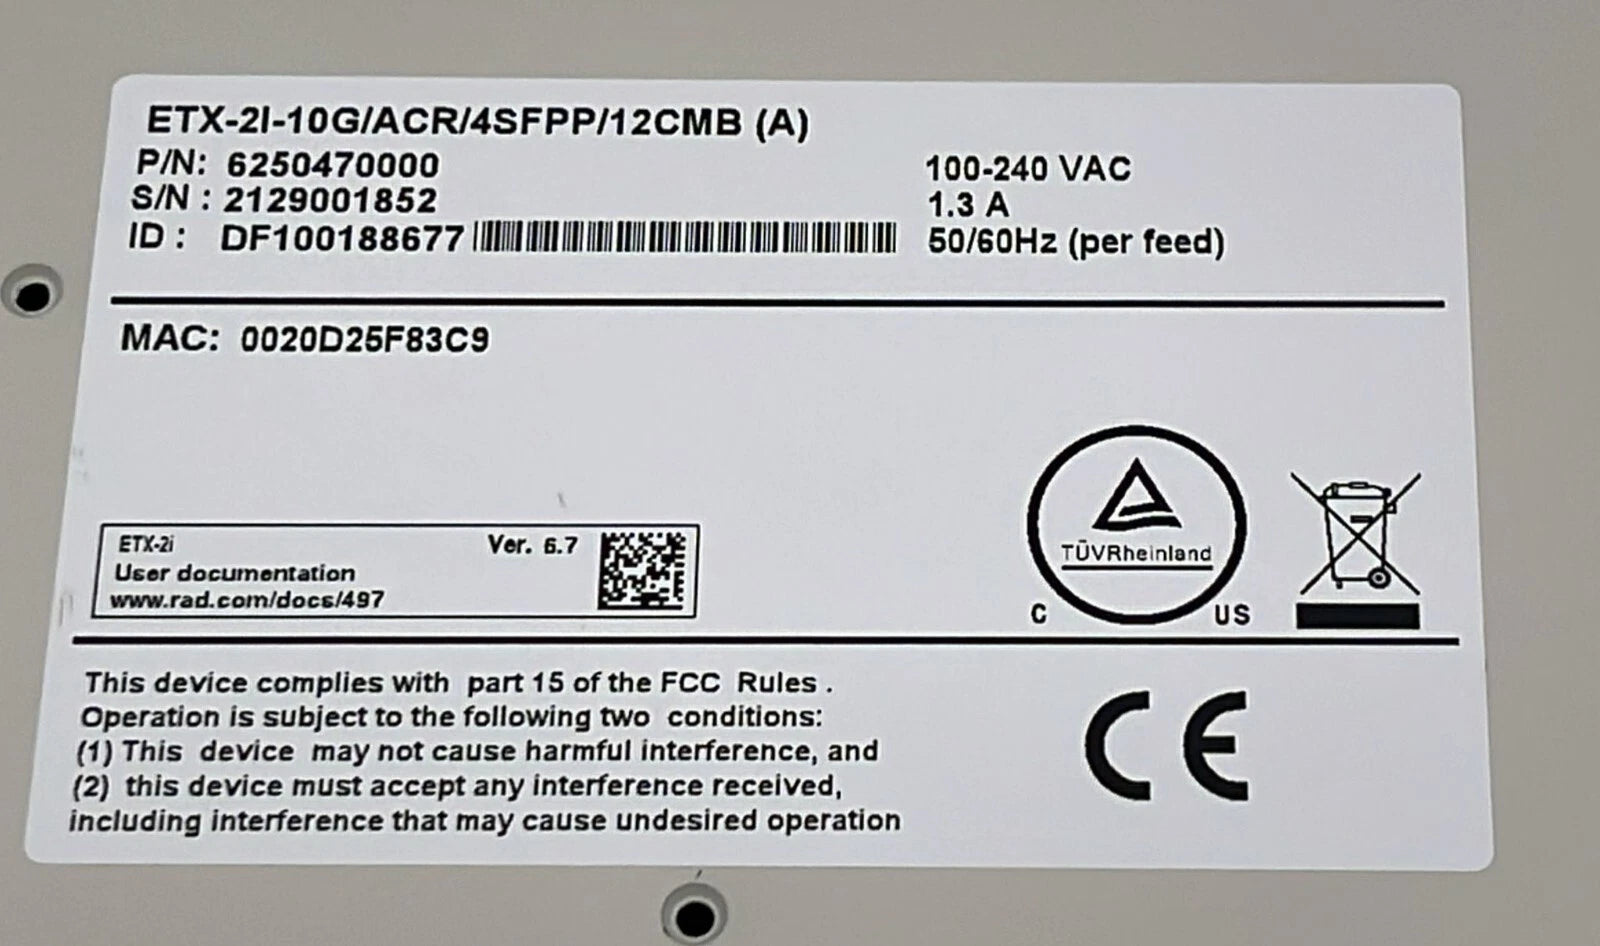 ETX-2I-10G/ACR/4SFPP/12CMB (A)
P/N: 6250470000
S/N : 2129001852
ID : DF100188677
100-240 VAC
1.3 A
50/60Hz (per feed)
MAC: 0020D25F83C9
ETX-2i
Ver. 6.7
User documentation
www.rad.com/docs/497
TÜVRheinland
C US
This device complies with part 15 of the FCC Rules .
Operation is subject to the following two conditions:
(1) This device may not cause harmful interference, and
(2) this device must accept any interference received,
including interference that may cause undesired operation
CE